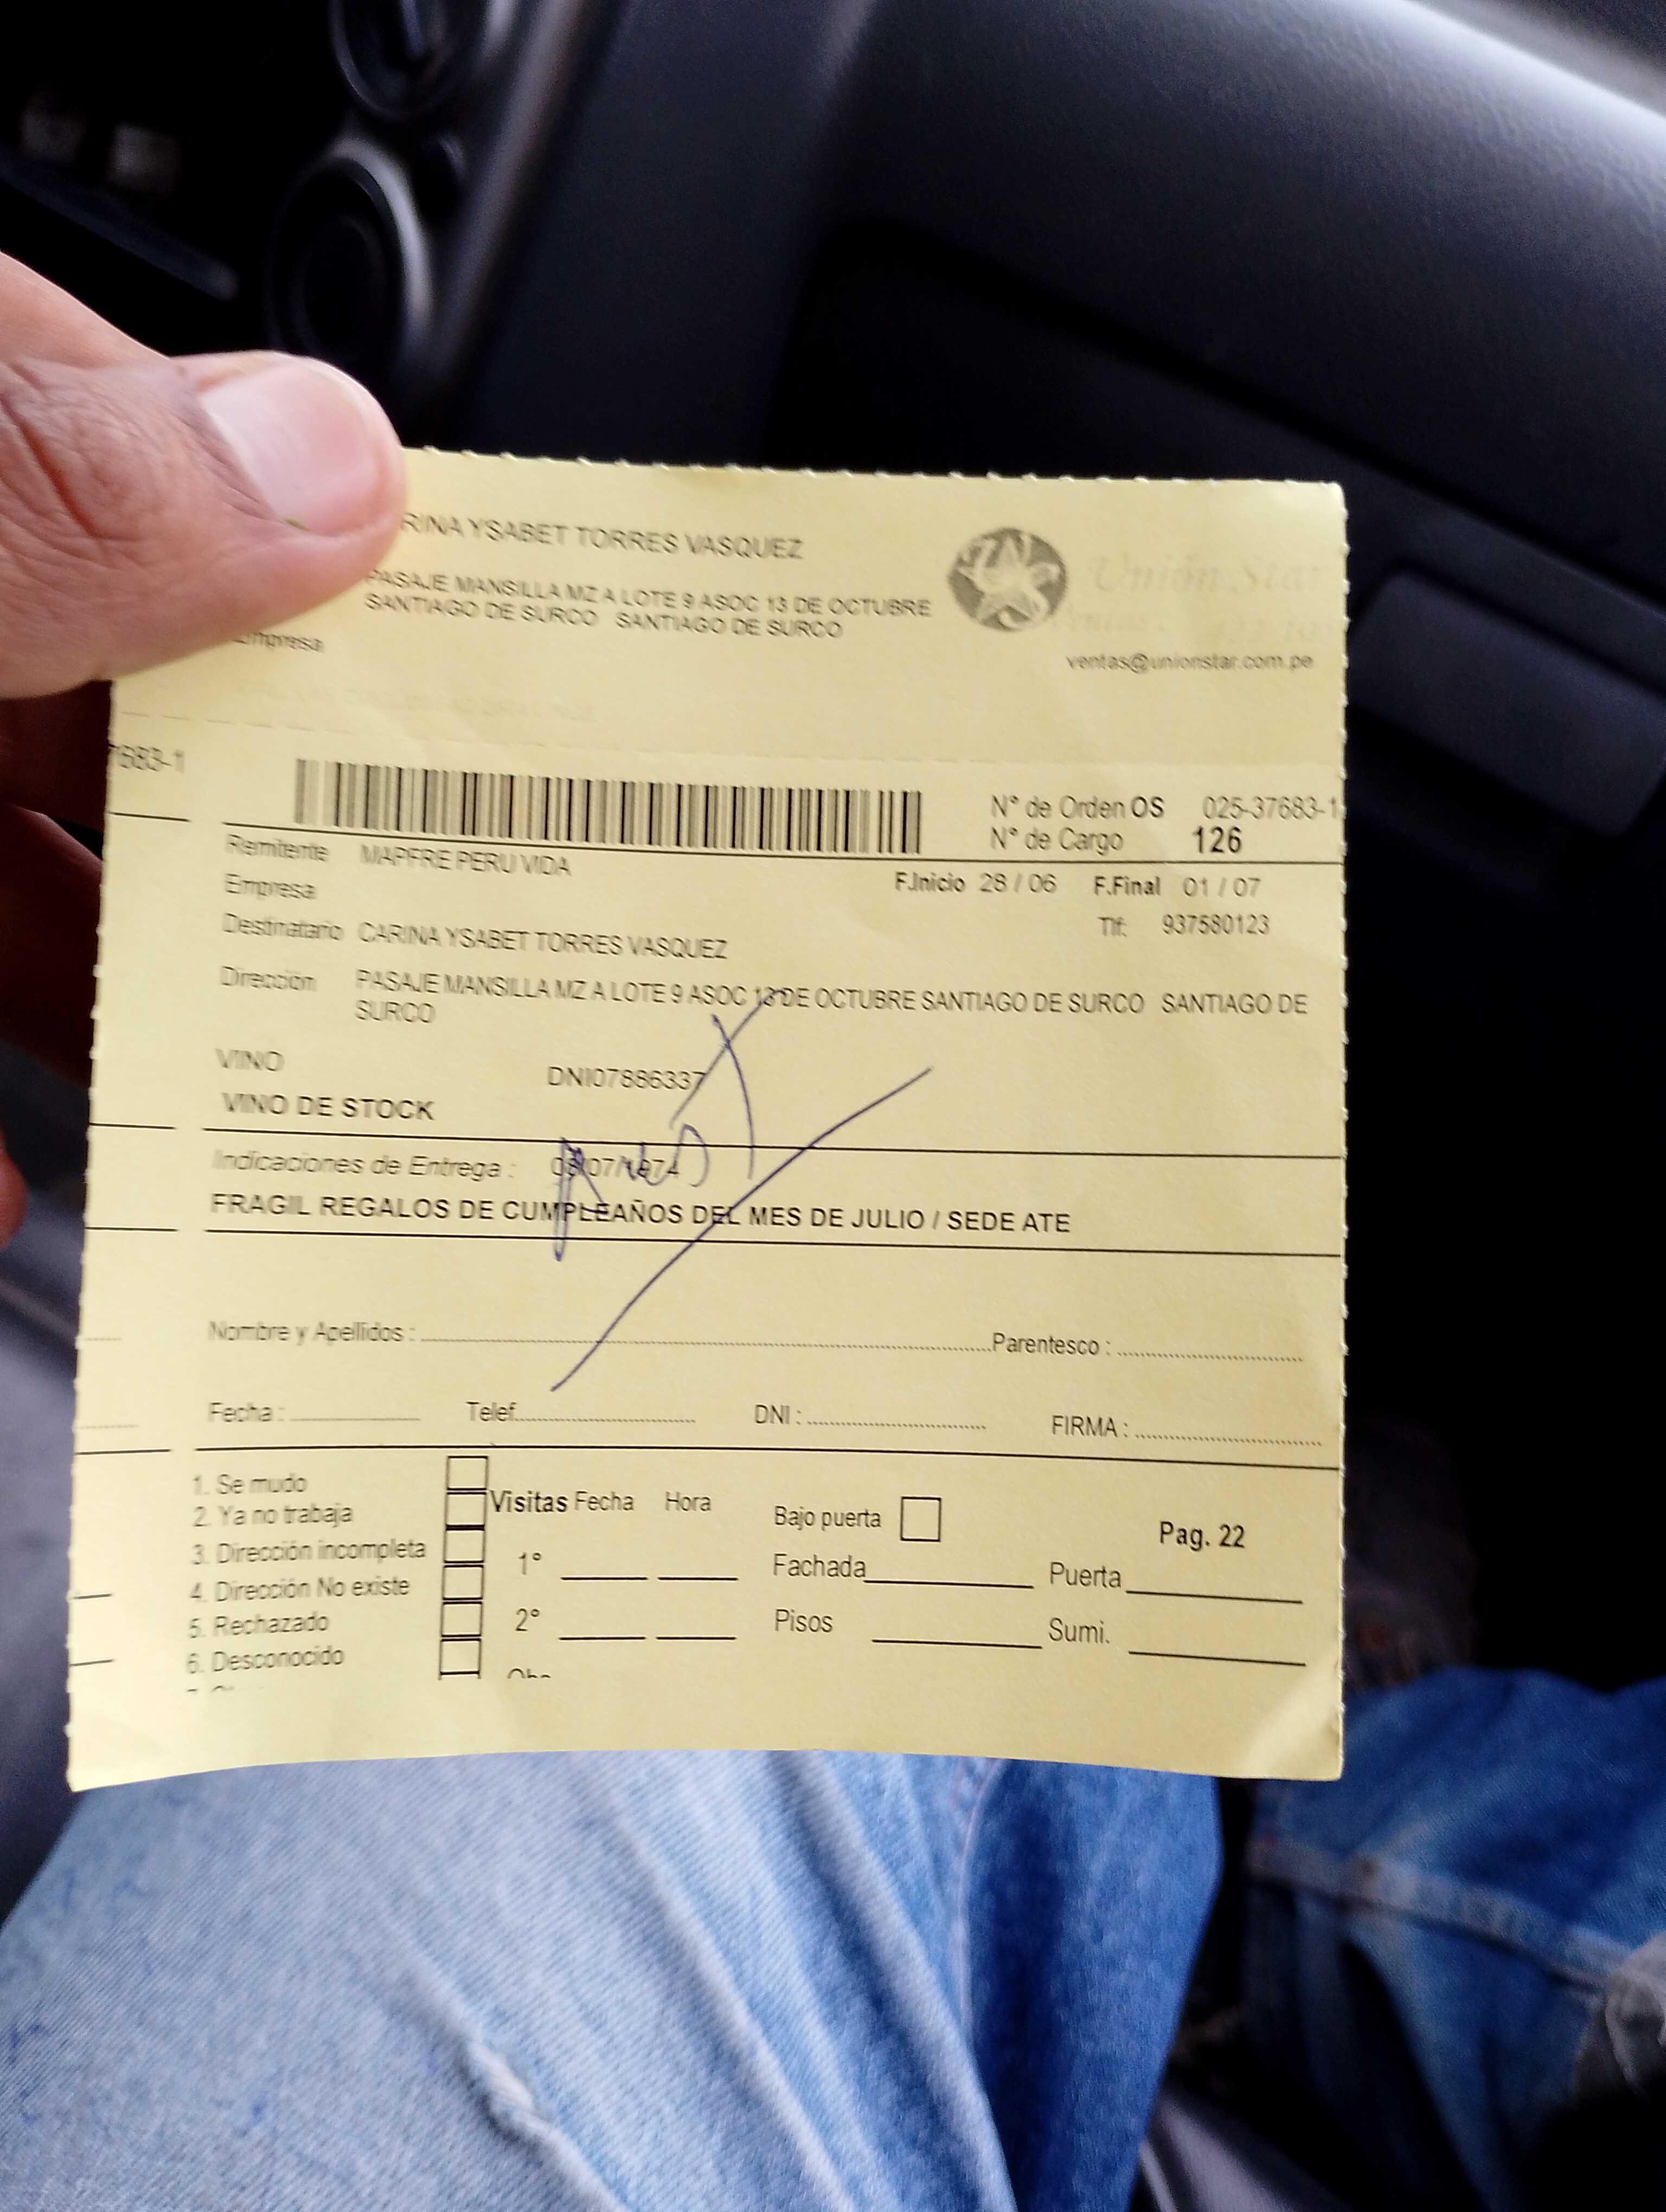 RINA YSABET TORRES VASQUEZ
PASAJE MANSILLA MZ A LOTE 9 ASOC 13 DE OCTUBRE
SANTIAGO DE SURCO SANTIAGO DE SURCO
Empresa
Unión Star
ventas@unionstar.com.pe
7683-1
N° de Orden OS 025-37683-1
N° de Cargo 126
Remitente MAPFRE PERU VIDA
Empresa
F.Inicio 28 / 06 F.Final 01 / 07
Destinatario CARINA YSABET TORRES VASQUEZ
Tlf: 937580123
Dirección PASAJE MANSILLA MZ A LOTE 9 ASOC 13 DE OCTUBRE SANTIAGO DE SURCO SANTIAGO DE
SURCO
VINO DNI07886337
VINO DE STOCK
Indicaciones de Entrega : /07/1974
FRAGIL REGALOS DE CUMPLEAÑOS DEL MES DE JULIO / SEDE ATE
Nombre y Apellidos : Parentesco :
Fecha : Telef. DNI : FIRMA :
1. Se mudo
2. Ya no trabaja
3. Dirección incompleta
4. Dirección No existe
5. Rechazado
6. Desconocido
Visitas Fecha Hora
1°
2°
Bajo puerta
Fachada
Pisos
Pag. 22
Puerta
Sumi.